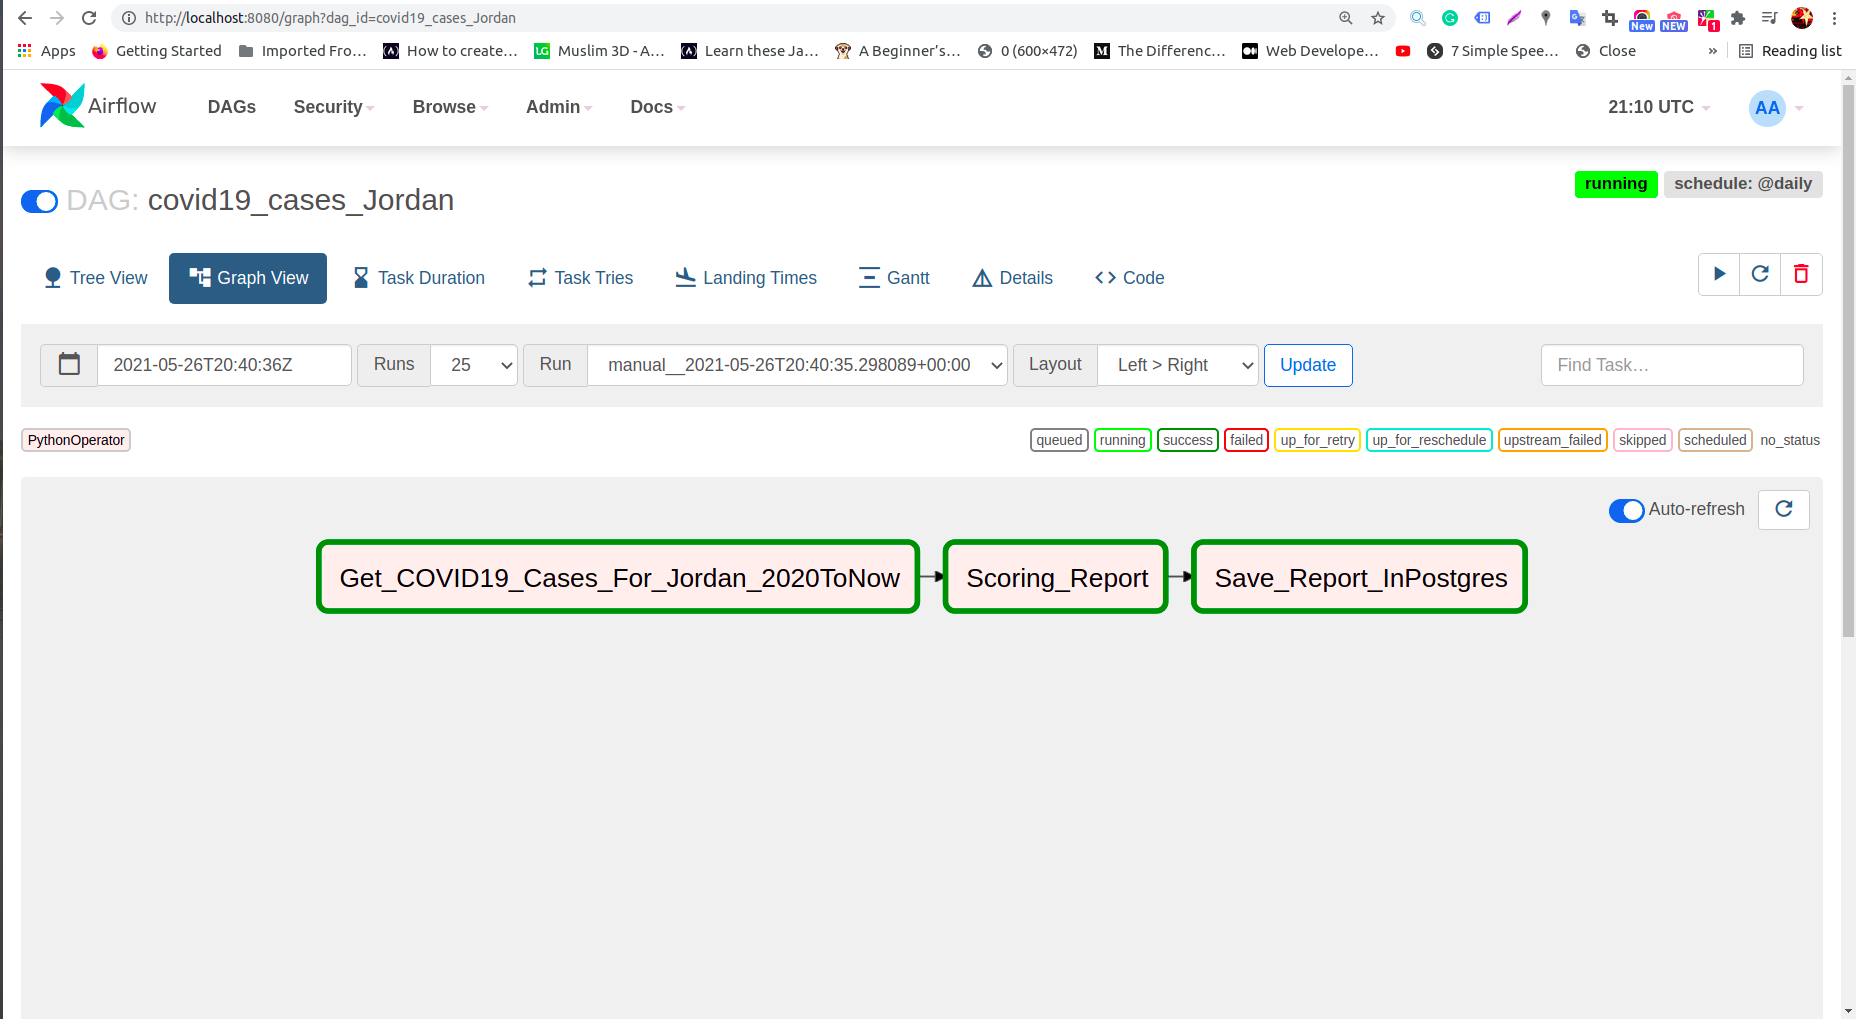 http://localhost:8080/graph?dag_id=covid19_cases_Jordan
New NEW 1
Apps Getting Started Imported Fro… How to create… LG Muslim 3D - A… Learn these Ja… A Beginner's… 0 (600×472) M The Differenc… Web Develope… 7 Simple Spee… Close » Reading list
Airflow DAGs Security Browse Admin Docs 21:10 UTC AA
DAG: covid19_cases_Jordan running schedule: @daily
Tree View Graph View Task Duration Task Tries Landing Times Gantt Details <> Code
2021-05-26T20:40:36Z Runs 25 Run manual__2021-05-26T20:40:35.298089+00:00 Layout Left > Right Update Find Task…
PythonOperator queued running success failed up_for_retry up_for_reschedule upstream_failed skipped scheduled no_status
Auto-refresh
Get_COVID19_Cases_For_Jordan_2020ToNow Scoring_Report Save_Report_InPostgres